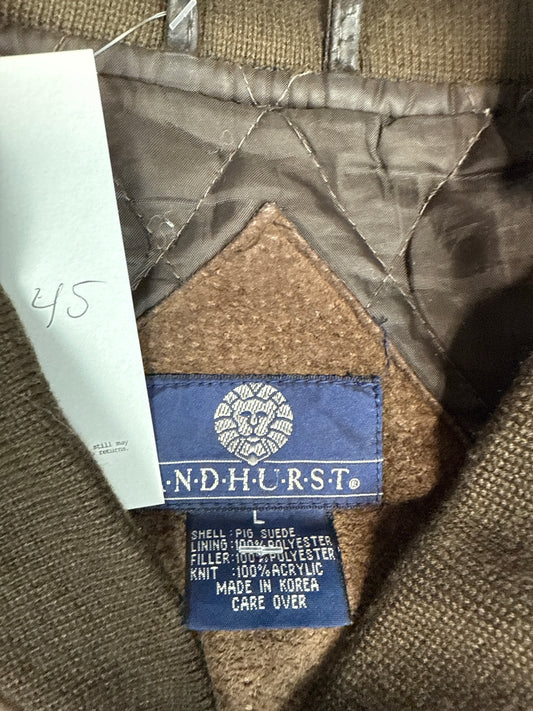 45
still may
returns.
N·D·H·U·R·S·T®
L
SHELL:PIG SUEDE
LINING:100%POLYESTER
FILLER:100%POLYESTER
KNIT :100%ACRYLIC
MADE IN KOREA
CARE OVER